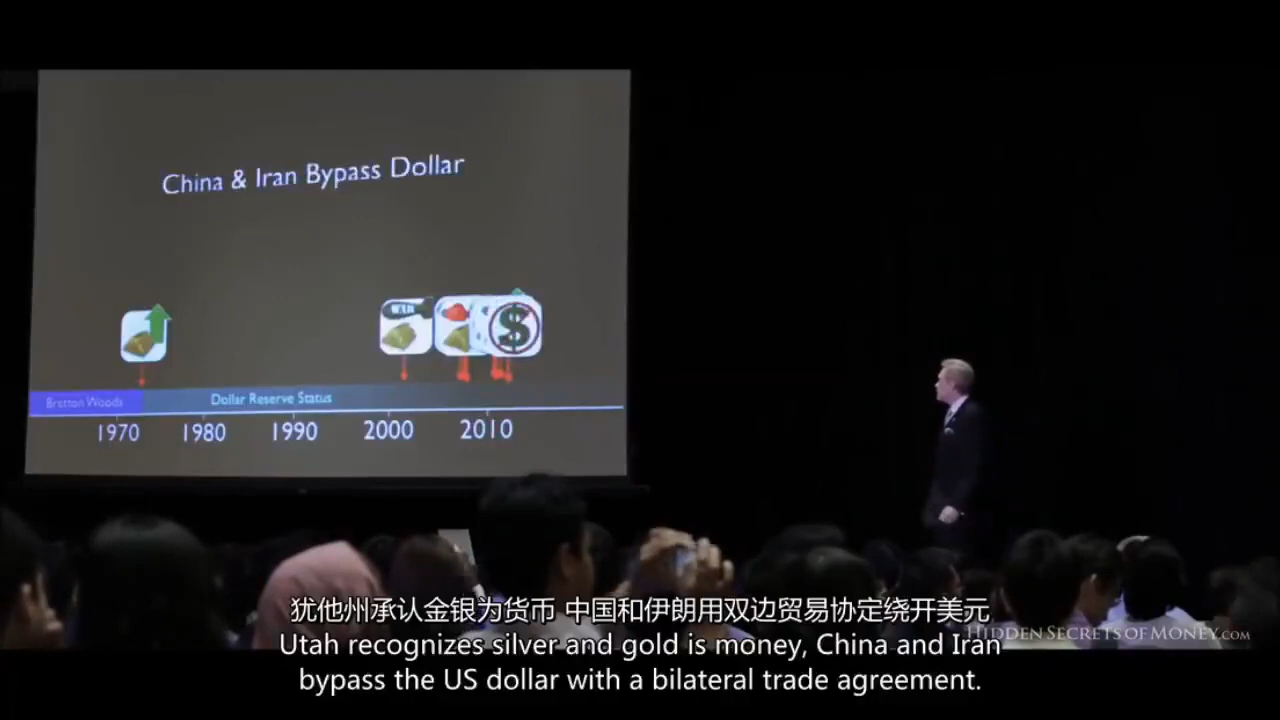 China & Iran Bypass Dollar
WAR
$
Bretton Woods
Dollar Reserve Status
1970 1980 1990 2000 2010
犹他州承认金银为货币 中国和伊朗用双边贸易协定绕开美元
HIDDEN SECRETS OF MONEY.COM
Utah recognizes silver and gold is money, China and Iran
bypass the US dollar with a bilateral trade agreement.